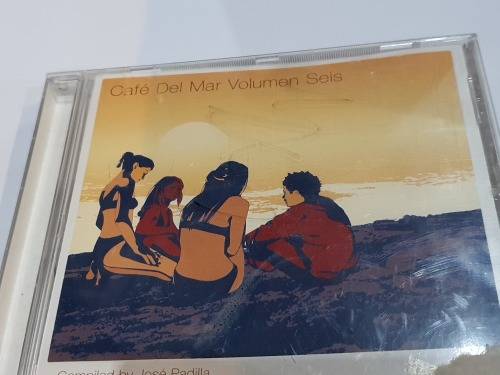 Café Del Mar Volumen Seis
Compiled by José Padilla